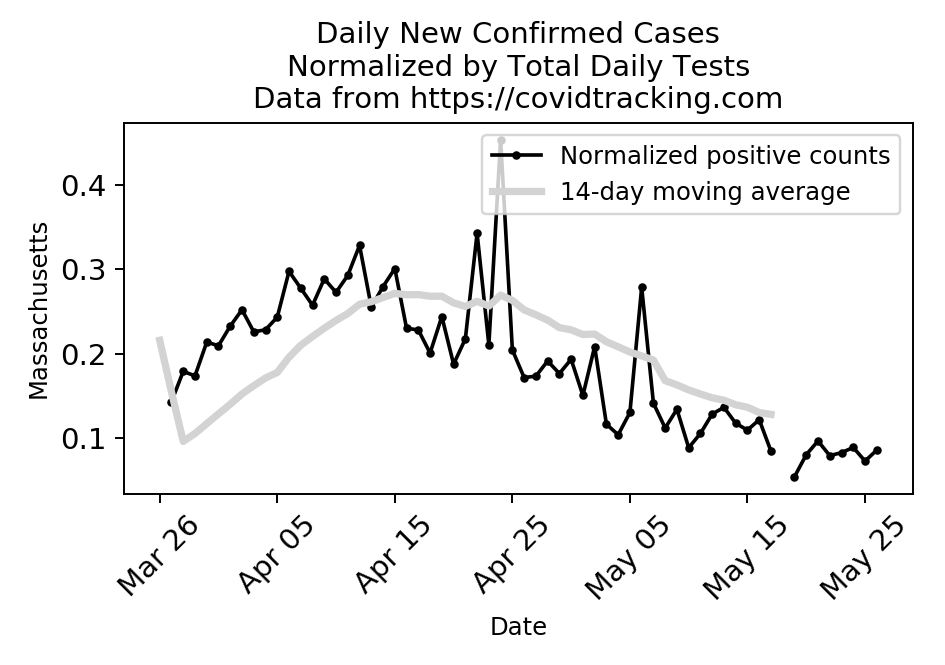 Daily New Confirmed Cases
Normalized by Total Daily Tests
Data from https://covidtracking.com
Normalized positive counts
14-day moving average
Massachusetts
0.4
0.3
0.2
0.1
Mar 26
Apr 05
Apr 15
Apr 25
May 05
May 15
May 25
Date